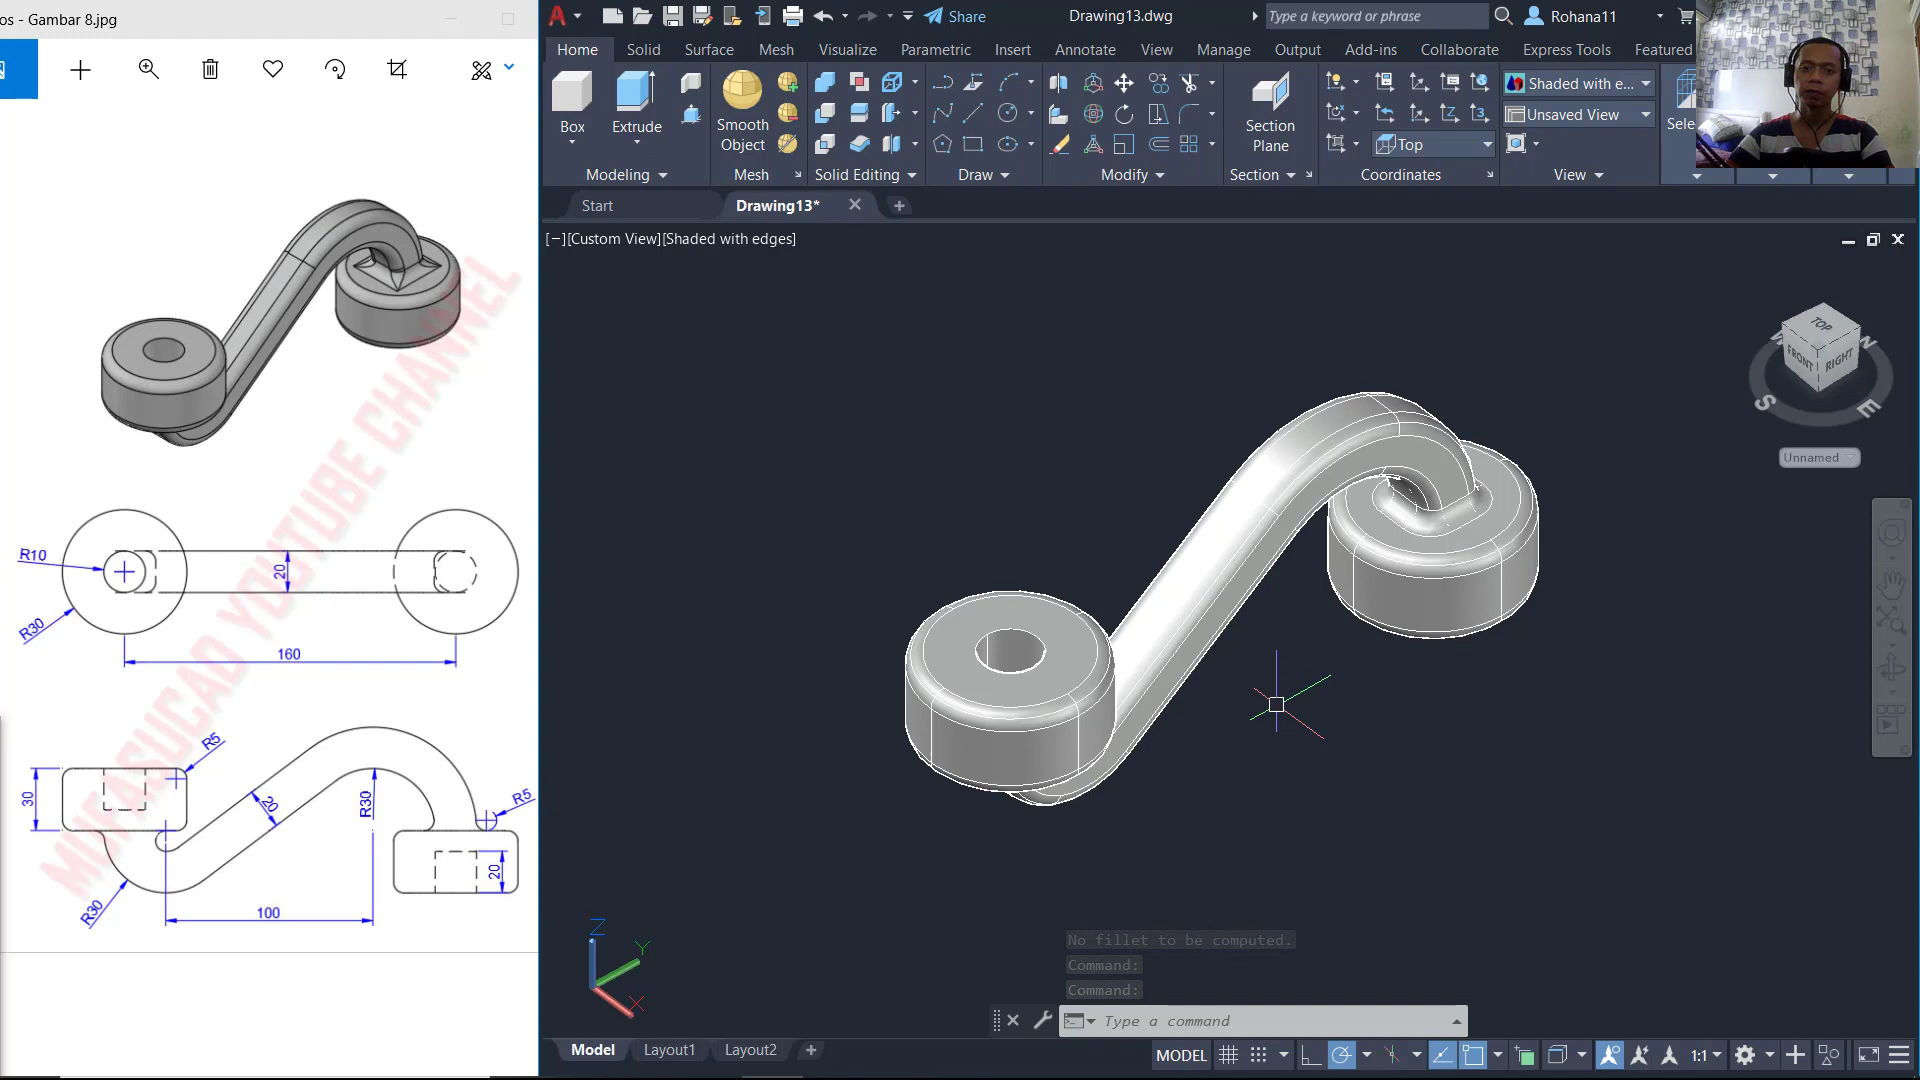 os - Gambar 8.jpg
MUFASUCAD YOUTUBE CHANNEL
R10
20
R30
160
R5
30
20
R30
R5
20
R30
100
Share
Drawing13.dwg
Type a keyword or phrase
Rohana11
Home
Solid
Surface
Mesh
Visualize
Parametric
Insert
Annotate
View
Manage
Output
Add-ins
Collaborate
Express Tools
Featured
Box
Extrude
Smooth
Object
Section
Plane
Top
Shaded with e...
Unsaved View
Sele
Modeling
Mesh
Solid Editing
Draw
Modify
Section
Coordinates
View
Start
Drawing13*
[−][Custom View][Shaded with edges]
TOP
FRONT
RIGHT
W
N
S
E
Unnamed
Z
Y
X
No fillet to be computed.
Command:
Command:
Type a command
Model
Layout1
Layout2
MODEL
1:1